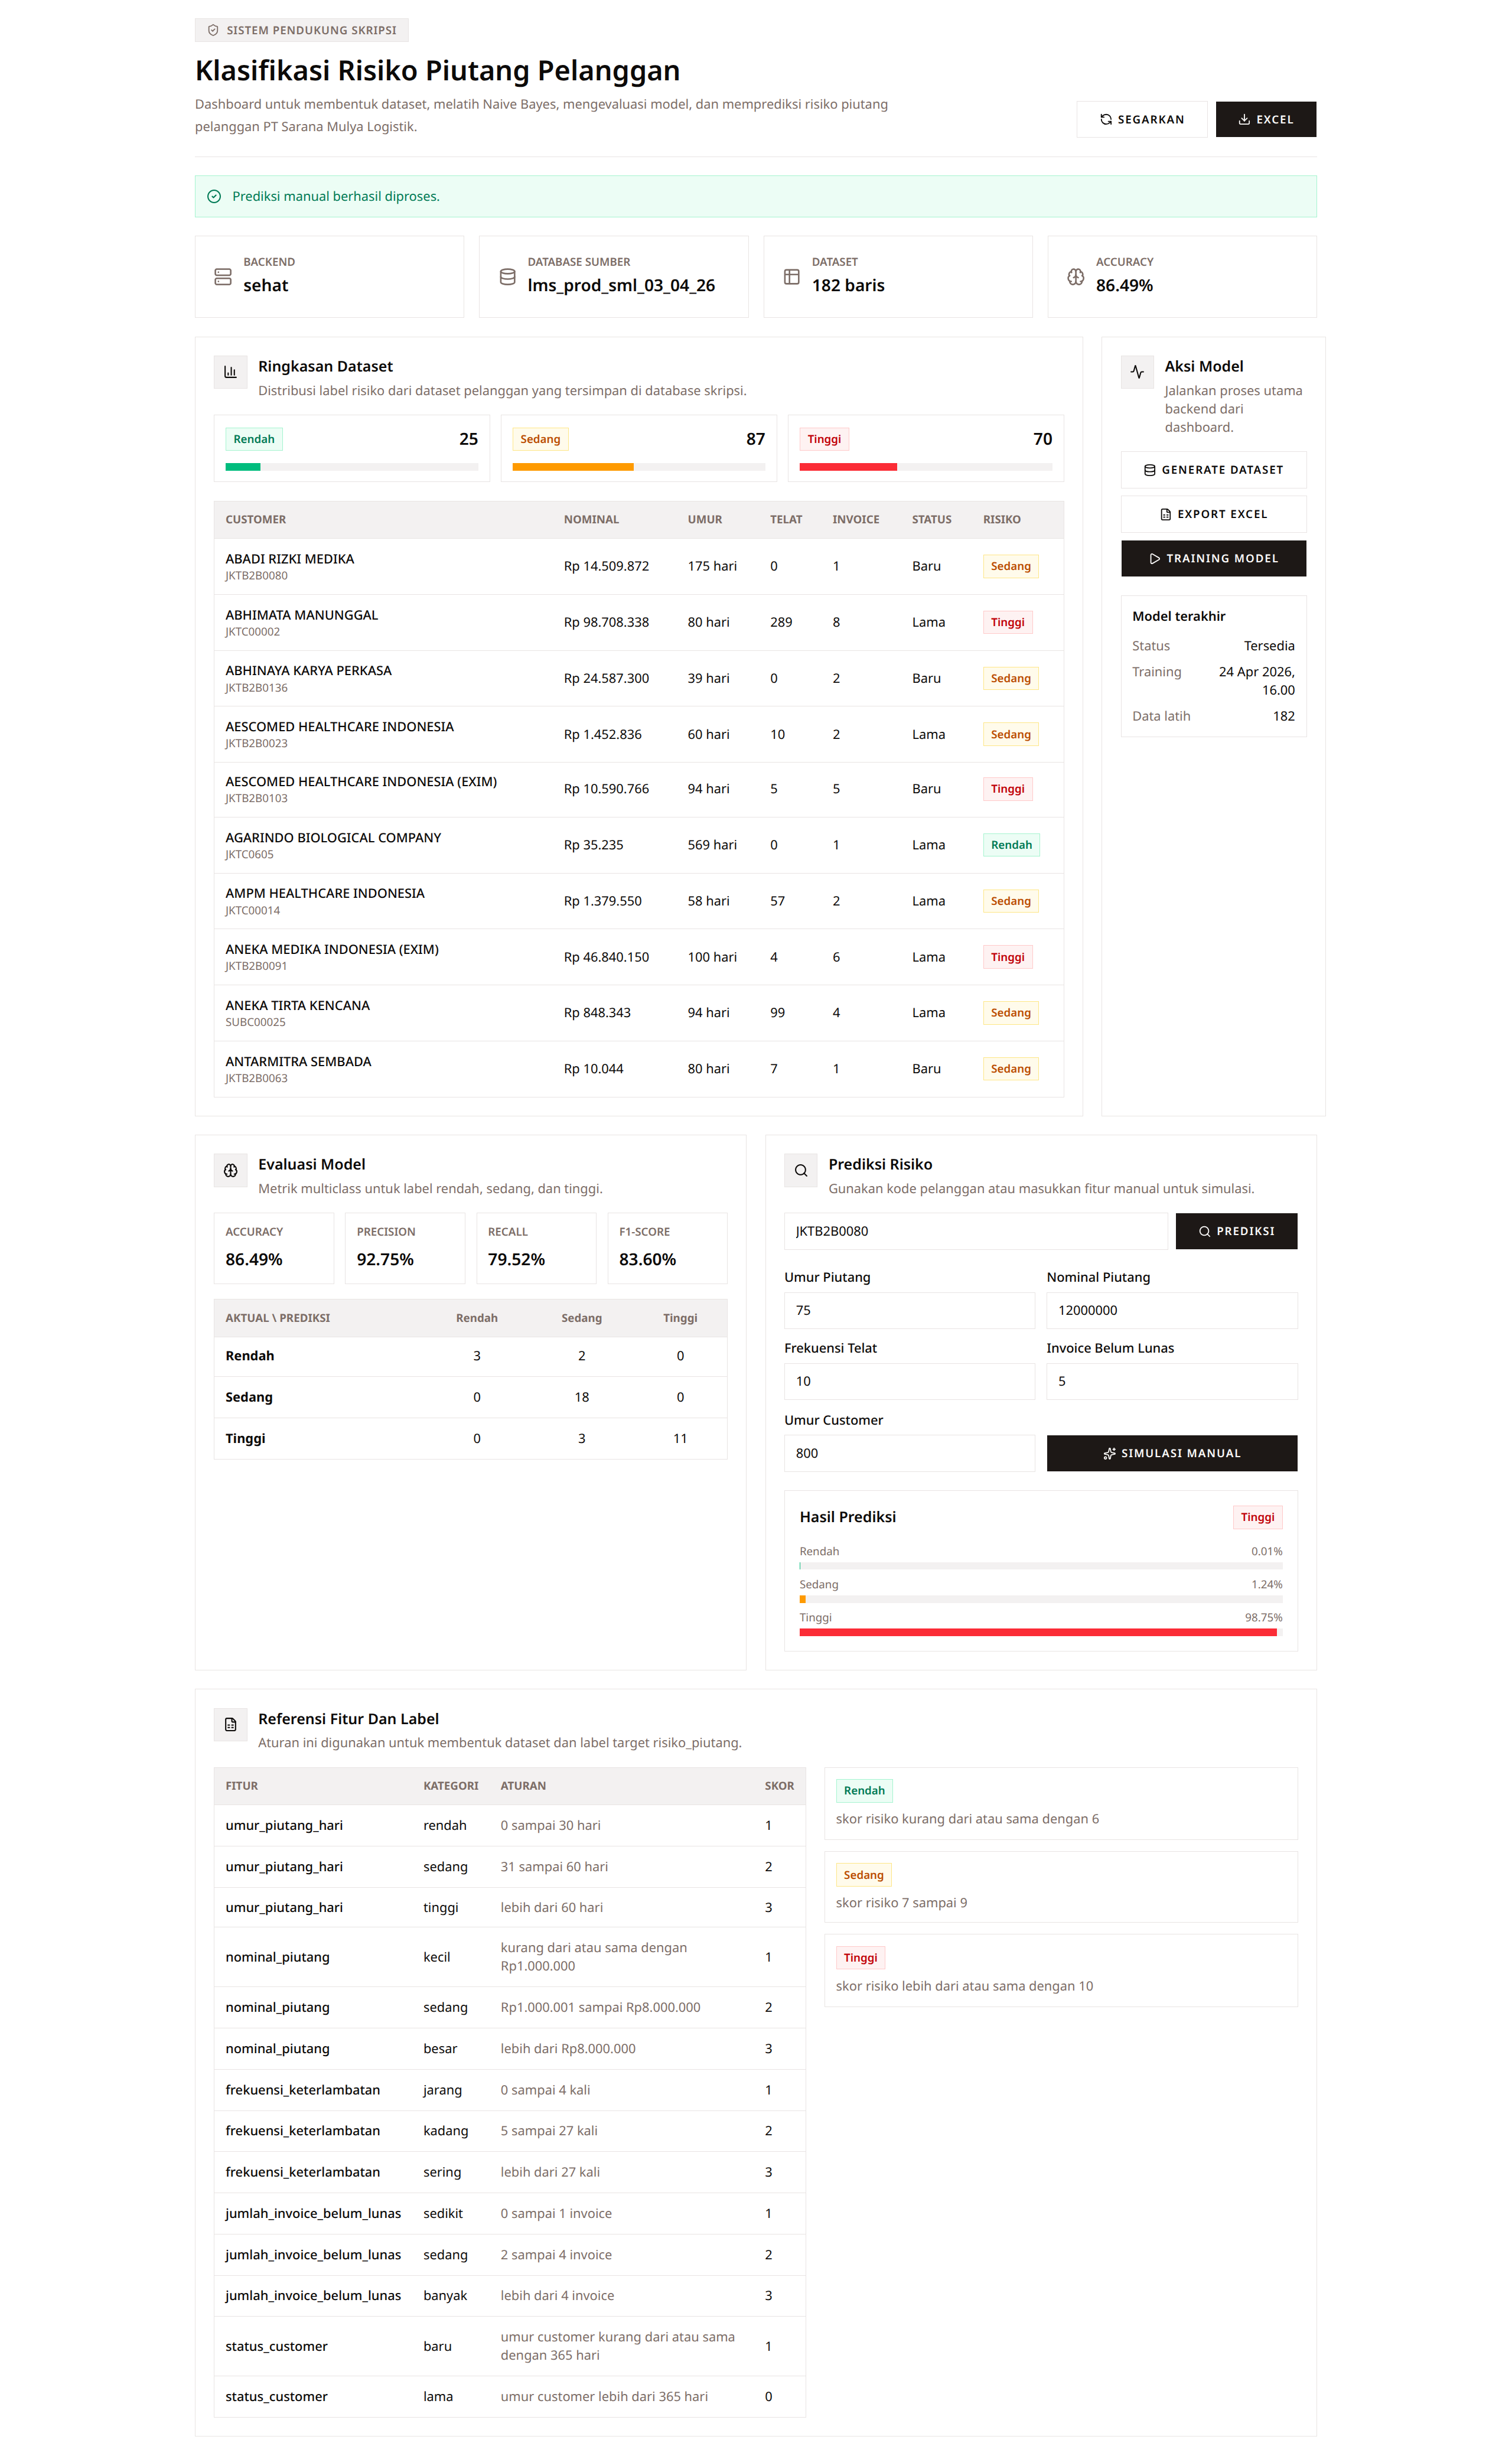 SISTEM PENDUKUNG SKRIPSI
Klasifikasi Risiko Piutang Pelanggan
Dashboard untuk membentuk dataset, melatih Naive Bayes, mengevaluasi model, dan memprediksi risiko piutang
pelanggan PT Sarana Mulya Logistik.
SEGARKAN
EXCEL
Prediksi manual berhasil diproses.
BACKEND
sehat
DATABASE SUMBER
lms_prod_sml_03_04_26
DATASET
182 baris
ACCURACY
86.49%
Ringkasan Dataset
Distribusi label risiko dari dataset pelanggan yang tersimpan di database skripsi.
Rendah 25
Sedang 87
Tinggi 70
CUSTOMER NOMINAL UMUR TELAT INVOICE STATUS RISIKO
ABADI RIZKI MEDIKA
JKTB2B0080
Rp 14.509.872 175 hari 0 1 Baru Sedang
ABHIMATA MANUNGGAL
JKTC00002
Rp 98.708.338 80 hari 289 8 Lama Tinggi
ABHINAYA KARYA PERKASA
JKTB2B0136
Rp 24.587.300 39 hari 0 2 Baru Sedang
AESCOMED HEALTHCARE INDONESIA
JKTB2B0023
Rp 1.452.836 60 hari 10 2 Lama Sedang
AESCOMED HEALTHCARE INDONESIA (EXIM)
JKTB2B0103
Rp 10.590.766 94 hari 5 5 Baru Tinggi
AGARINDO BIOLOGICAL COMPANY
JKTC0605
Rp 35.235 569 hari 0 1 Lama Rendah
AMPM HEALTHCARE INDONESIA
JKTC00014
Rp 1.379.550 58 hari 57 2 Lama Sedang
ANEKA MEDIKA INDONESIA (EXIM)
JKTB2B0091
Rp 46.840.150 100 hari 4 6 Lama Tinggi
ANEKA TIRTA KENCANA
SUBC00025
Rp 848.343 94 hari 99 4 Lama Sedang
ANTARMITRA SEMBADA
JKTB2B0063
Rp 10.044 80 hari 7 1 Baru Sedang
Aksi Model
Jalankan proses utama
backend dari
dashboard.
GENERATE DATASET
EXPORT EXCEL
TRAINING MODEL
Model terakhir
Status Tersedia
Training 24 Apr 2026,
16.00
Data latih 182
Evaluasi Model
Metrik multiclass untuk label rendah, sedang, dan tinggi.
ACCURACY
86.49%
PRECISION
92.75%
RECALL
79.52%
F1-SCORE
83.60%
AKTUAL \ PREDIKSI Rendah Sedang Tinggi
Rendah 3 2 0
Sedang 0 18 0
Tinggi 0 3 11
Prediksi Risiko
Gunakan kode pelanggan atau masukkan fitur manual untuk simulasi.
JKTB2B0080
PREDIKSI
Umur Piutang
75
Nominal Piutang
12000000
Frekuensi Telat
10
Invoice Belum Lunas
5
Umur Customer
800
SIMULASI MANUAL
Hasil Prediksi Tinggi
Rendah 0.01%
Sedang 1.24%
Tinggi 98.75%
Referensi Fitur Dan Label
Aturan ini digunakan untuk membentuk dataset dan label target risiko_piutang.
FITUR KATEGORI ATURAN SKOR
umur_piutang_hari rendah 0 sampai 30 hari 1
umur_piutang_hari sedang 31 sampai 60 hari 2
umur_piutang_hari tinggi lebih dari 60 hari 3
nominal_piutang kecil kurang dari atau sama dengan
Rp1.000.000 1
nominal_piutang sedang Rp1.000.001 sampai Rp8.000.000 2
nominal_piutang besar lebih dari Rp8.000.000 3
frekuensi_keterlambatan jarang 0 sampai 4 kali 1
frekuensi_keterlambatan kadang 5 sampai 27 kali 2
frekuensi_keterlambatan sering lebih dari 27 kali 3
jumlah_invoice_belum_lunas sedikit 0 sampai 1 invoice 1
jumlah_invoice_belum_lunas sedang 2 sampai 4 invoice 2
jumlah_invoice_belum_lunas banyak lebih dari 4 invoice 3
status_customer baru umur customer kurang dari atau sama
dengan 365 hari 1
status_customer lama umur customer lebih dari 365 hari 0
Rendah
skor risiko kurang dari atau sama dengan 6
Sedang
skor risiko 7 sampai 9
Tinggi
skor risiko lebih dari atau sama dengan 10